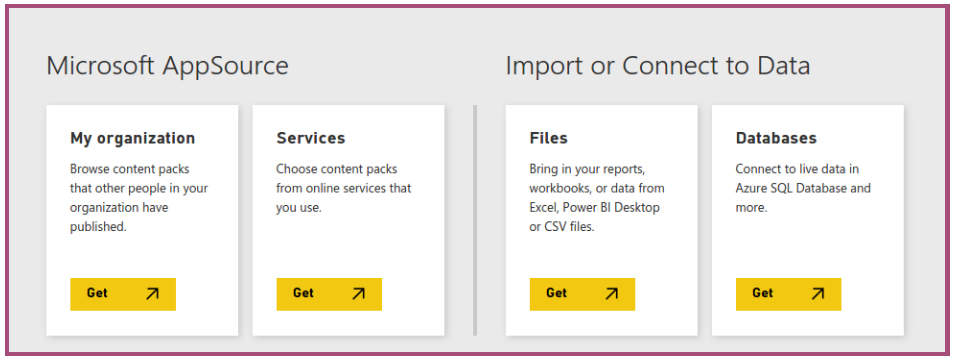 Microsoft AppSource
My organization
Browse content packs
that other people in your
organization have
published.
Get
Services
Choose content packs
from online services that
you use.
Get
Import or Connect to Data
Files
Bring in your reports,
workbooks, or data from
Excel, Power BI Desktop
or CSV files.
Get
Databases
Connect to live data in
Azure SQL Database and
more.
Get